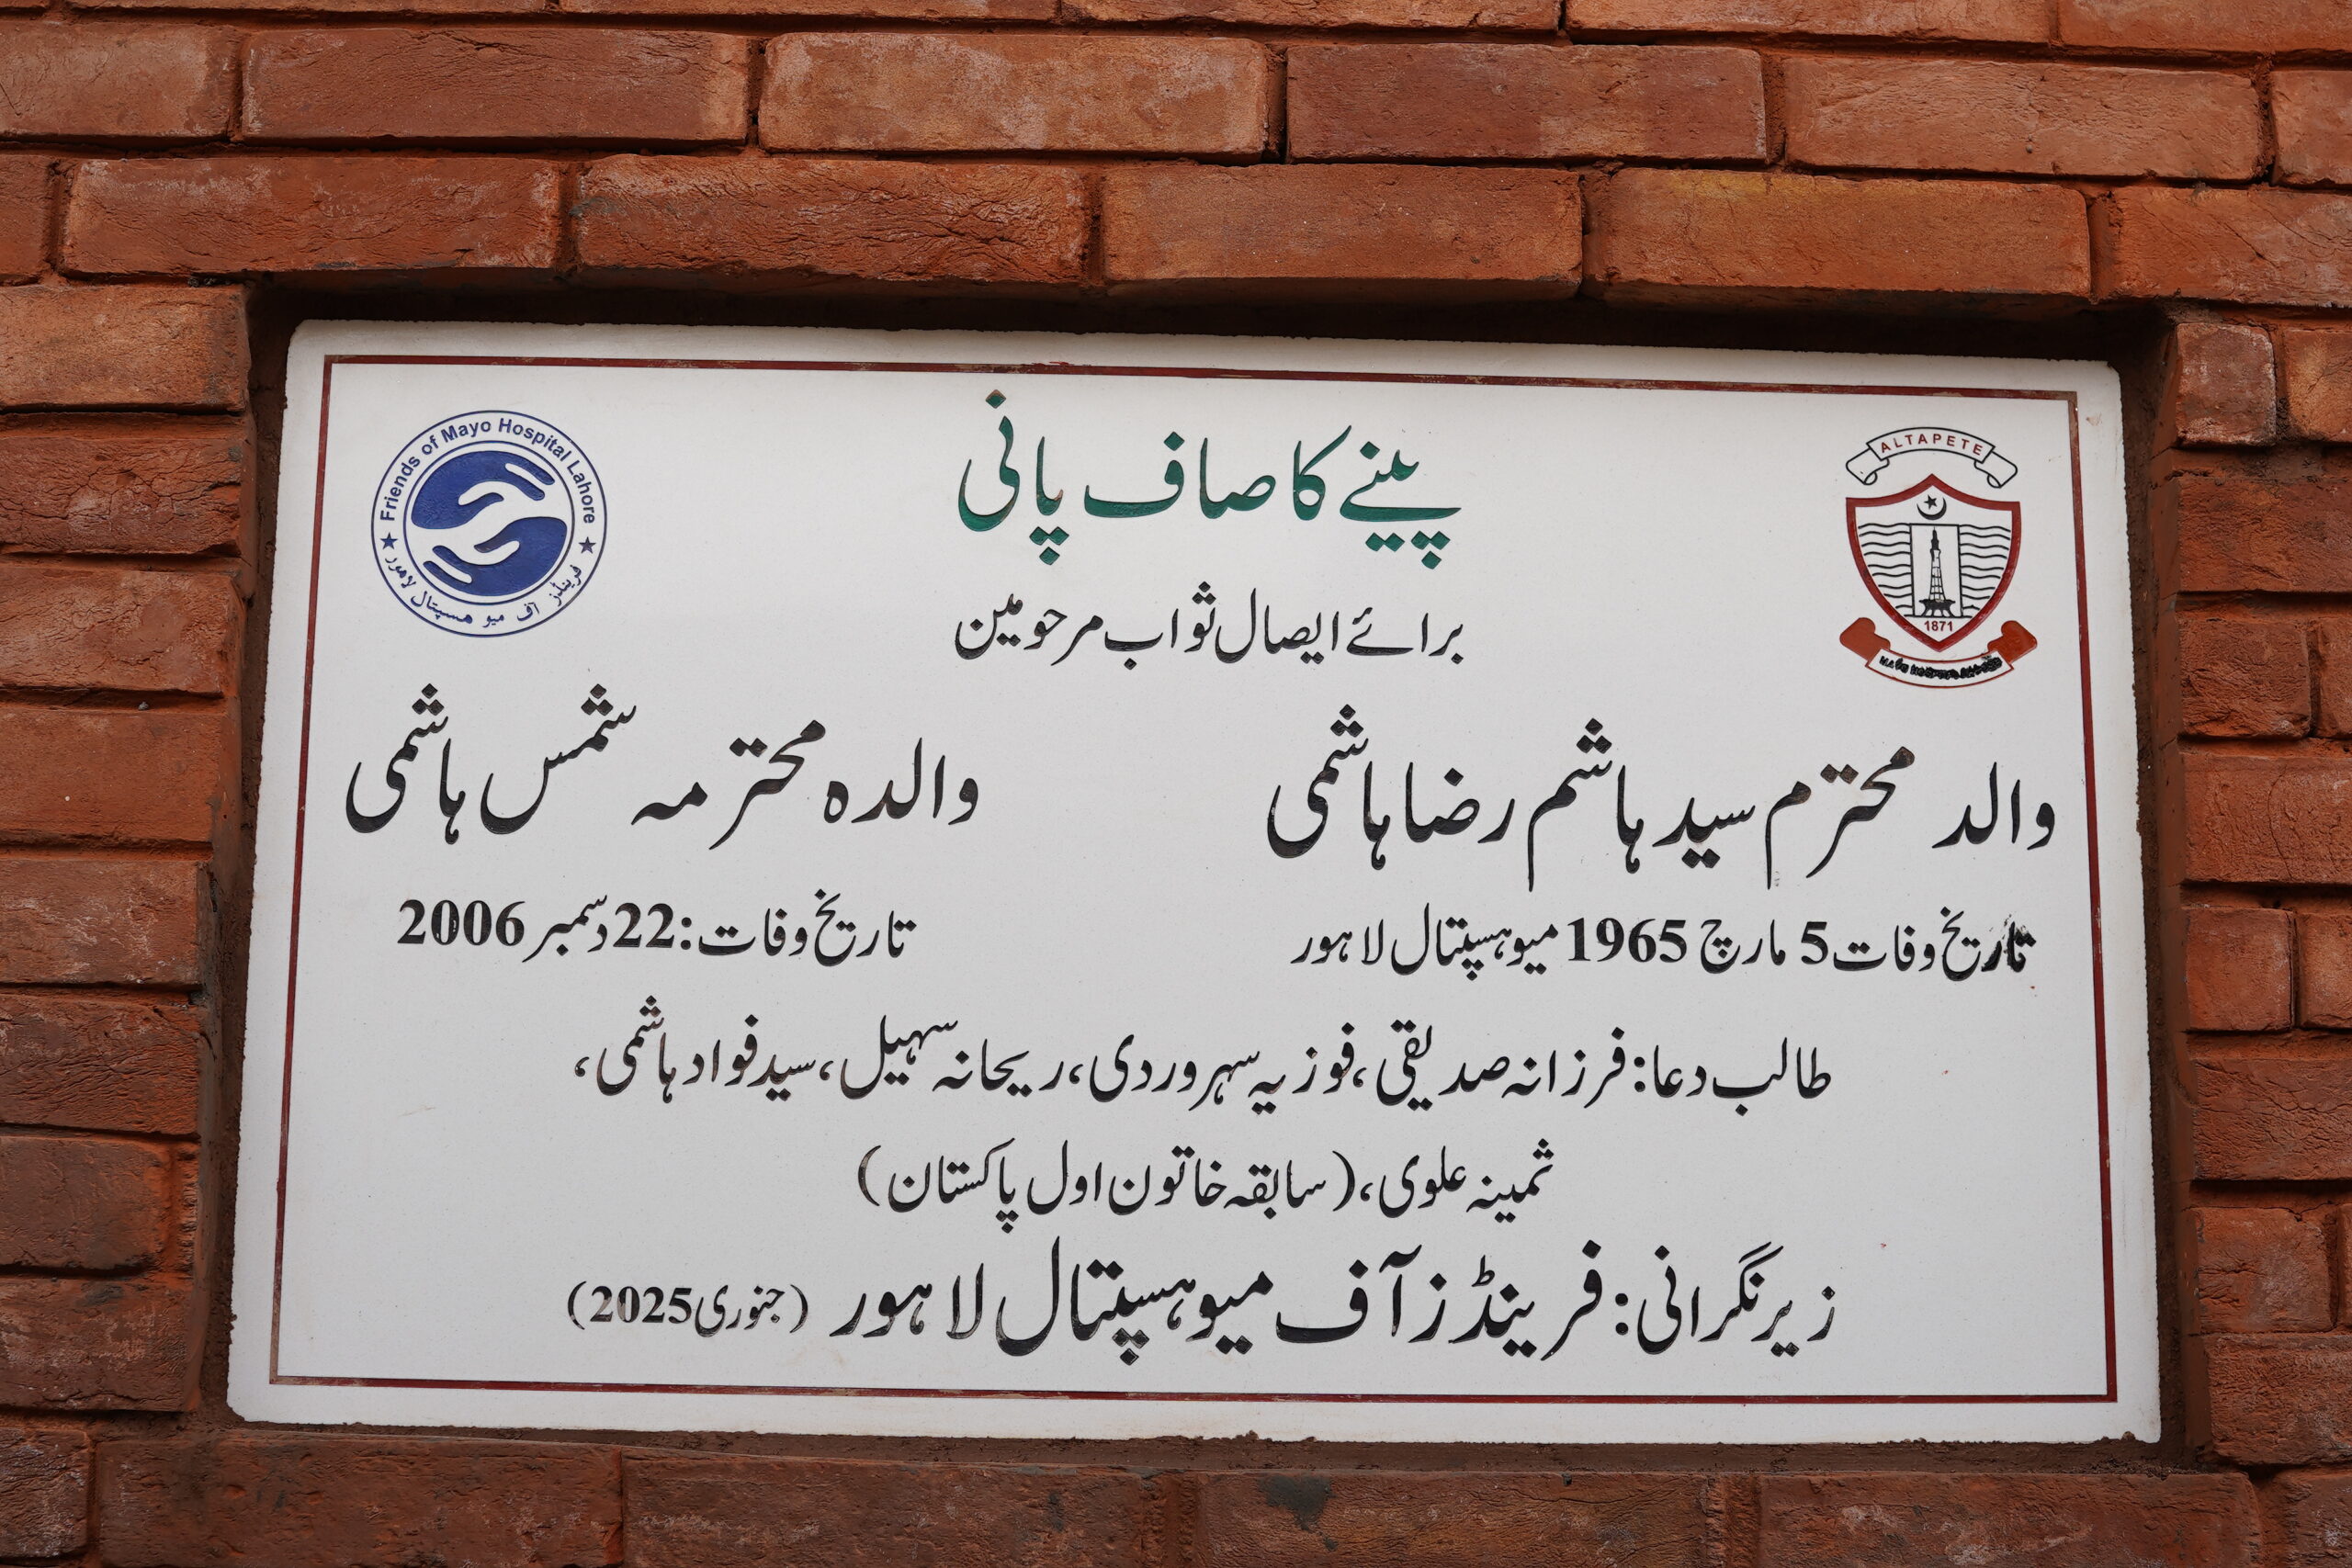 Friends of Mayo Hospital Lahore
فرینڈز آف میو ھسپتال لاھور
ALTAPETE
1871
پینے کا صاف پانی
برائے ایصال ثواب مرحومین
والد محترم سید ہاشم رضا ہاشمی
تاریخ وفات 5 مارچ 1965 میو ہسپتال لاہور
والدہ محترمہ شمس ہاشمی
تاریخ وفات: 22 دسمبر 2006
طالب دعا: فرزانہ صدیقی، فوزیہ سہروردی، ریحانہ سہیل، سید فواد ہاشمی،
ثمینہ علوی، (سابقہ خاتون اول پاکستان)
زیر نگرانی: فرینڈز آف میو ہسپتال لاہور (جنوری 2025)